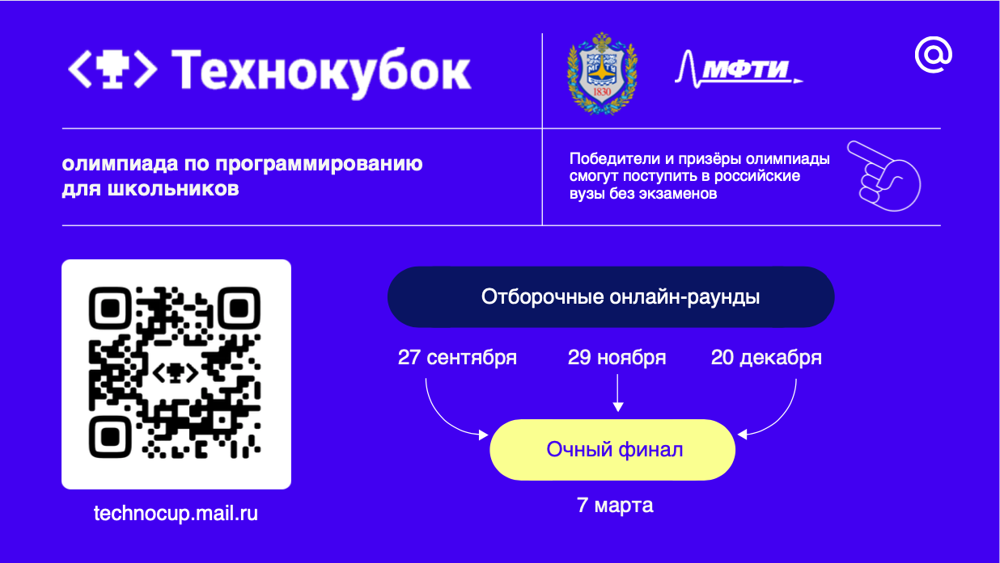 <Технокубок>
МГТУ
1830
МФТИ
@
олимпиада по программированию
для школьников
Победители и призёры олимпиады
смогут поступить в российские
вузы без экзаменов
Отборочные онлайн-раунды
27 сентября
29 ноября
20 декабря
Очный финал
7 марта
technocup.mail.ru